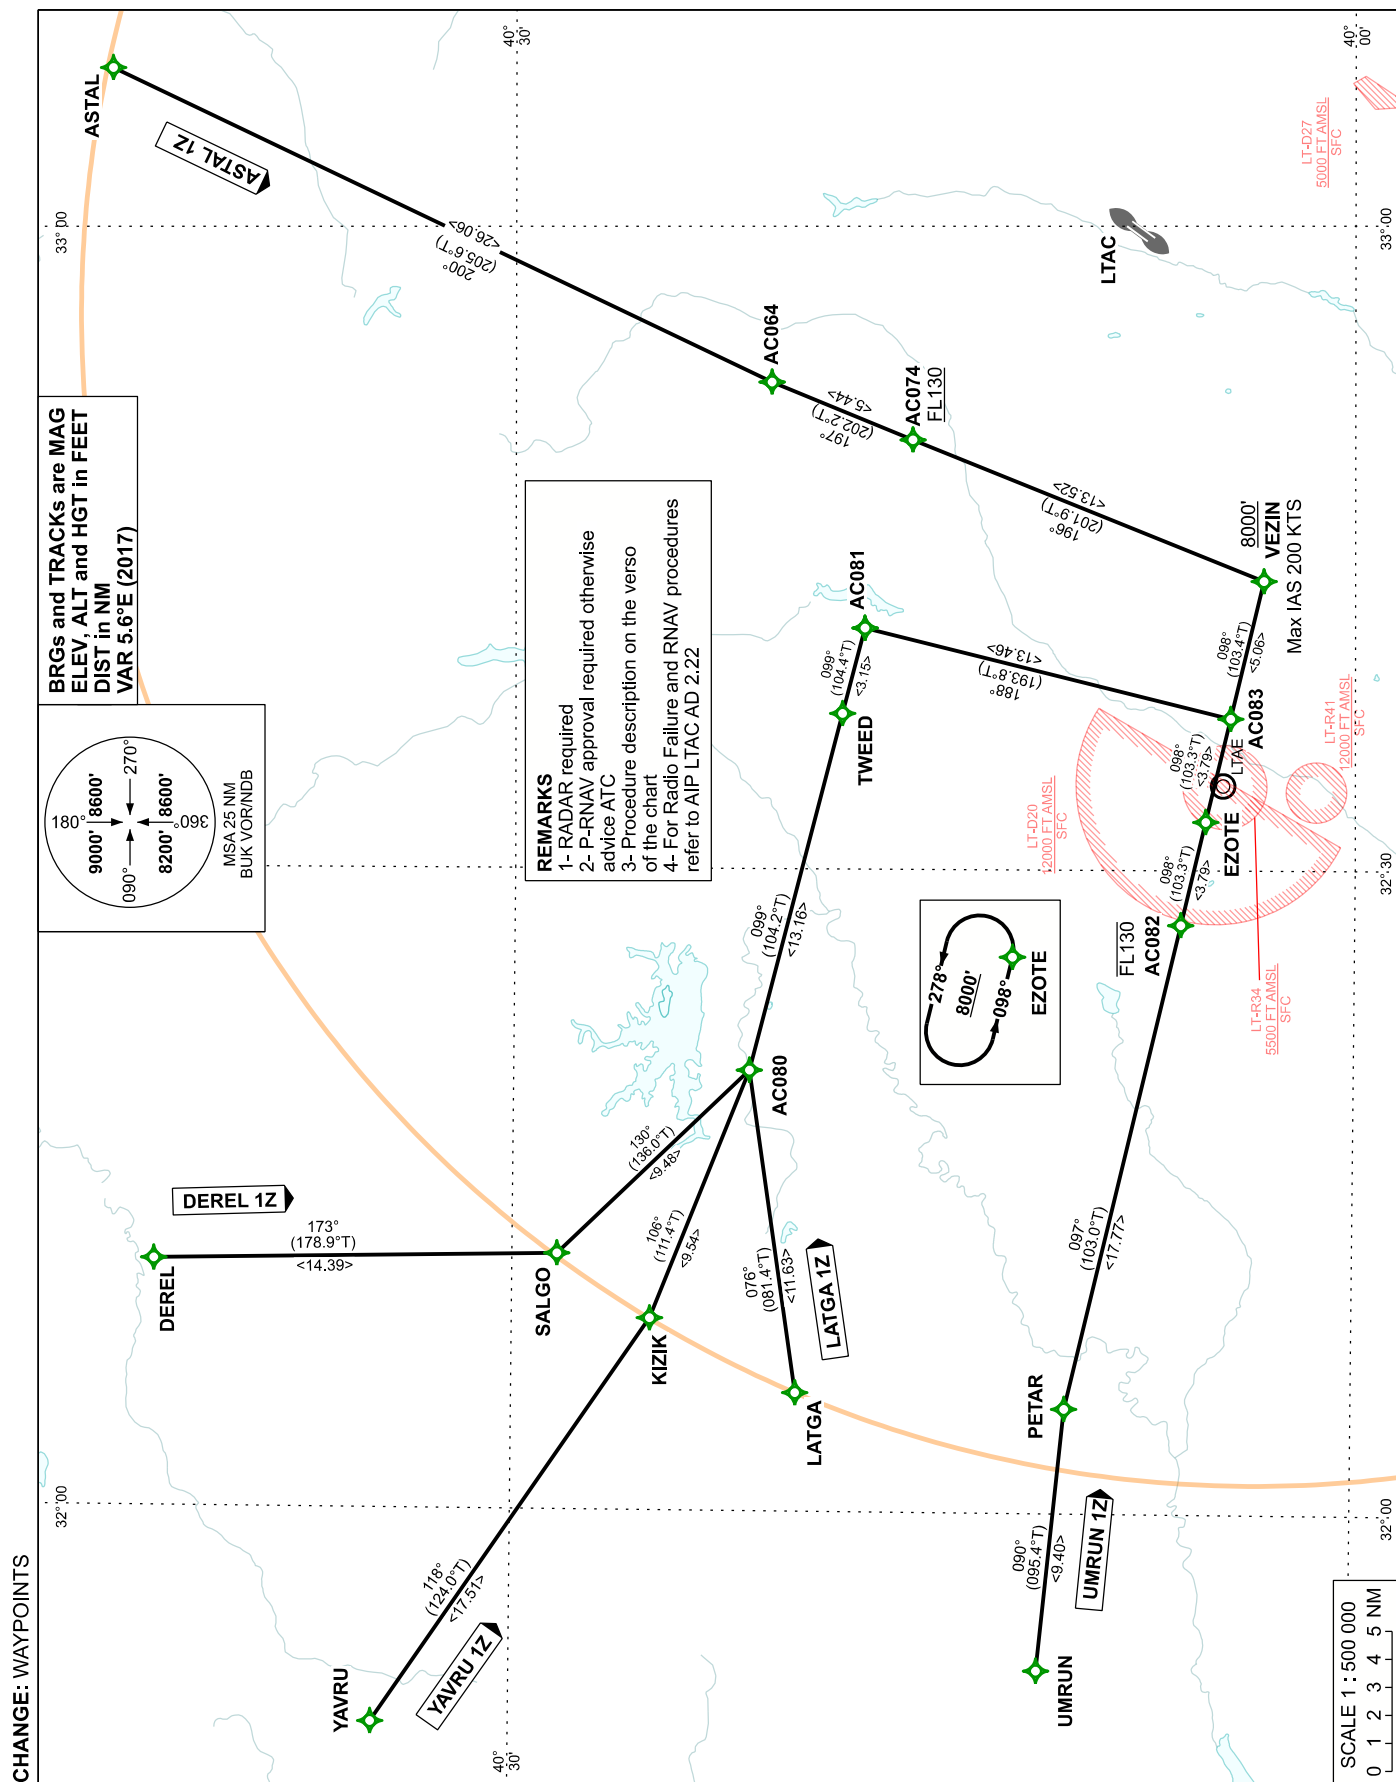 CHANGE: WAYPOINTS
BRGs and TRACKs are MAG
ELEV, ALT and HGT in FEET
DIST in NM
VAR 5.6°E (2017)
180°
270°
090°
360°
9000'
8600'
8200'
8600'
MSA 25 NM
BUK VOR/NDB
REMARKS
1- RADAR required
2- P-RNAV approval required otherwise
advice ATC
3- Procedure description on the verso
of the chart
4- For Radio Failure and RNAV procedures
refer to AIP LTAC AD 2.22
ASTAL
ASTAL 1Z
200°
(205.6°T)
<26.06>
AC064
197°
(202.2°T)
<5.44>
AC074
FL130
196°
(201.9°T)
<13.52>
8000'
VEZIN
Max IAS 200 KTS
098°
(103.4°T)
<5.06>
AC083
098°
(103.3°T)
<3.79>
LTAE
EZOTE
098°
(103.3°T)
<3.79>
FL130
AC082
097°
(103.0°T)
<17.77>
PETAR
090°
(095.4°T)
<9.40>
UMRUN 1Z
UMRUN
AC081
188°
(193.8°T)
<13.46>
099°
(104.4°T)
<3.15>
TWEED
099°
(104.2°T)
<13.16>
AC080
130°
(136.0°T)
<9.48>
SALGO
173°
(178.9°T)
<14.39>
DEREL 1Z
DEREL
106°
(111.4°T)
<9.54>
KIZIK
118°
(124.0°T)
<17.51>
YAVRU 1Z
YAVRU
076°
(081.4°T)
<11.63>
LATGA 1Z
LATGA
278°
8000'
098°
EZOTE
LTAC
LT-D27
5000 FT AMSL
SFC
LT-D20
12000 FT AMSL
SFC
LT-R41
12000 FT AMSL
SFC
LT-R34
5500 FT AMSL
SFC
33° 00
32° 30
32° 00
40°
30'
40°
00'
33° 00
32° 00
40°
30'
SCALE 1 : 500 000
0 1 2 3 4 5 NM